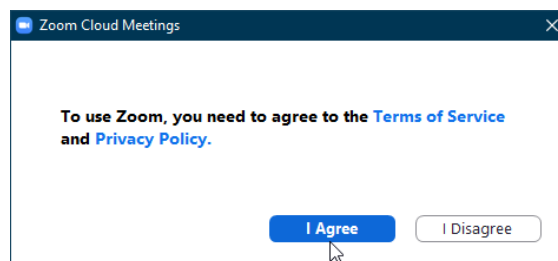 Zoom Cloud Meetings
To use Zoom, you need to agree to the Terms of Service
and Privacy Policy.
I Agree
I Disagree